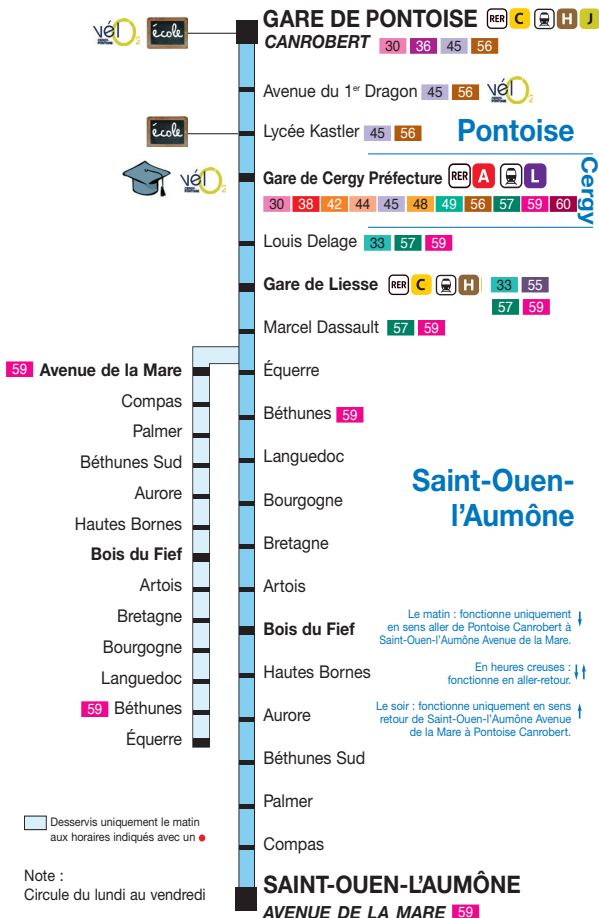 vélO2 école
GARE DE PONTOISE RER C H J
CANROBERT 30 36 45 56
Avenue du 1er Dragon 45 56 vélO2
école Lycée Kastler 45 56
Pontoise
Cergy
vélO2
Gare de Cergy Préfecture RER A L
30 38 42 44 45 48 49 56 57 59 60
Louis Delage 33 57 59
Gare de Liesse RER C H 33 55
57 59
Marcel Dassault 57 59
Équerre
Béthunes 59
Languedoc
Bourgogne
Bretagne
Artois
Bois du Fief
Hautes Bornes
Aurore
Béthunes Sud
Palmer
Compas
SAINT-OUEN-L'AUMÔNE
AVENUE DE LA MARE 59
59 Avenue de la Mare
Compas
Palmer
Béthunes Sud
Aurore
Hautes Bornes
Bois du Fief
Artois
Bretagne
Bourgogne
Languedoc
59 Béthunes
Équerre
Saint-Ouen-
l'Aumône
Le matin : fonctionne uniquement
en sens aller de Pontoise Canrobert à
Saint-Ouen-l'Aumône Avenue de la Mare.
En heures creuses :
fonctionne en aller-retour.
Le soir : fonctionne uniquement en sens
retour de Saint-Ouen-l'Aumône Avenue
de la Mare à Pontoise Canrobert.
Desservis uniquement le matin
aux horaires indiqués avec un
Note :
Circule du lundi au vendredi